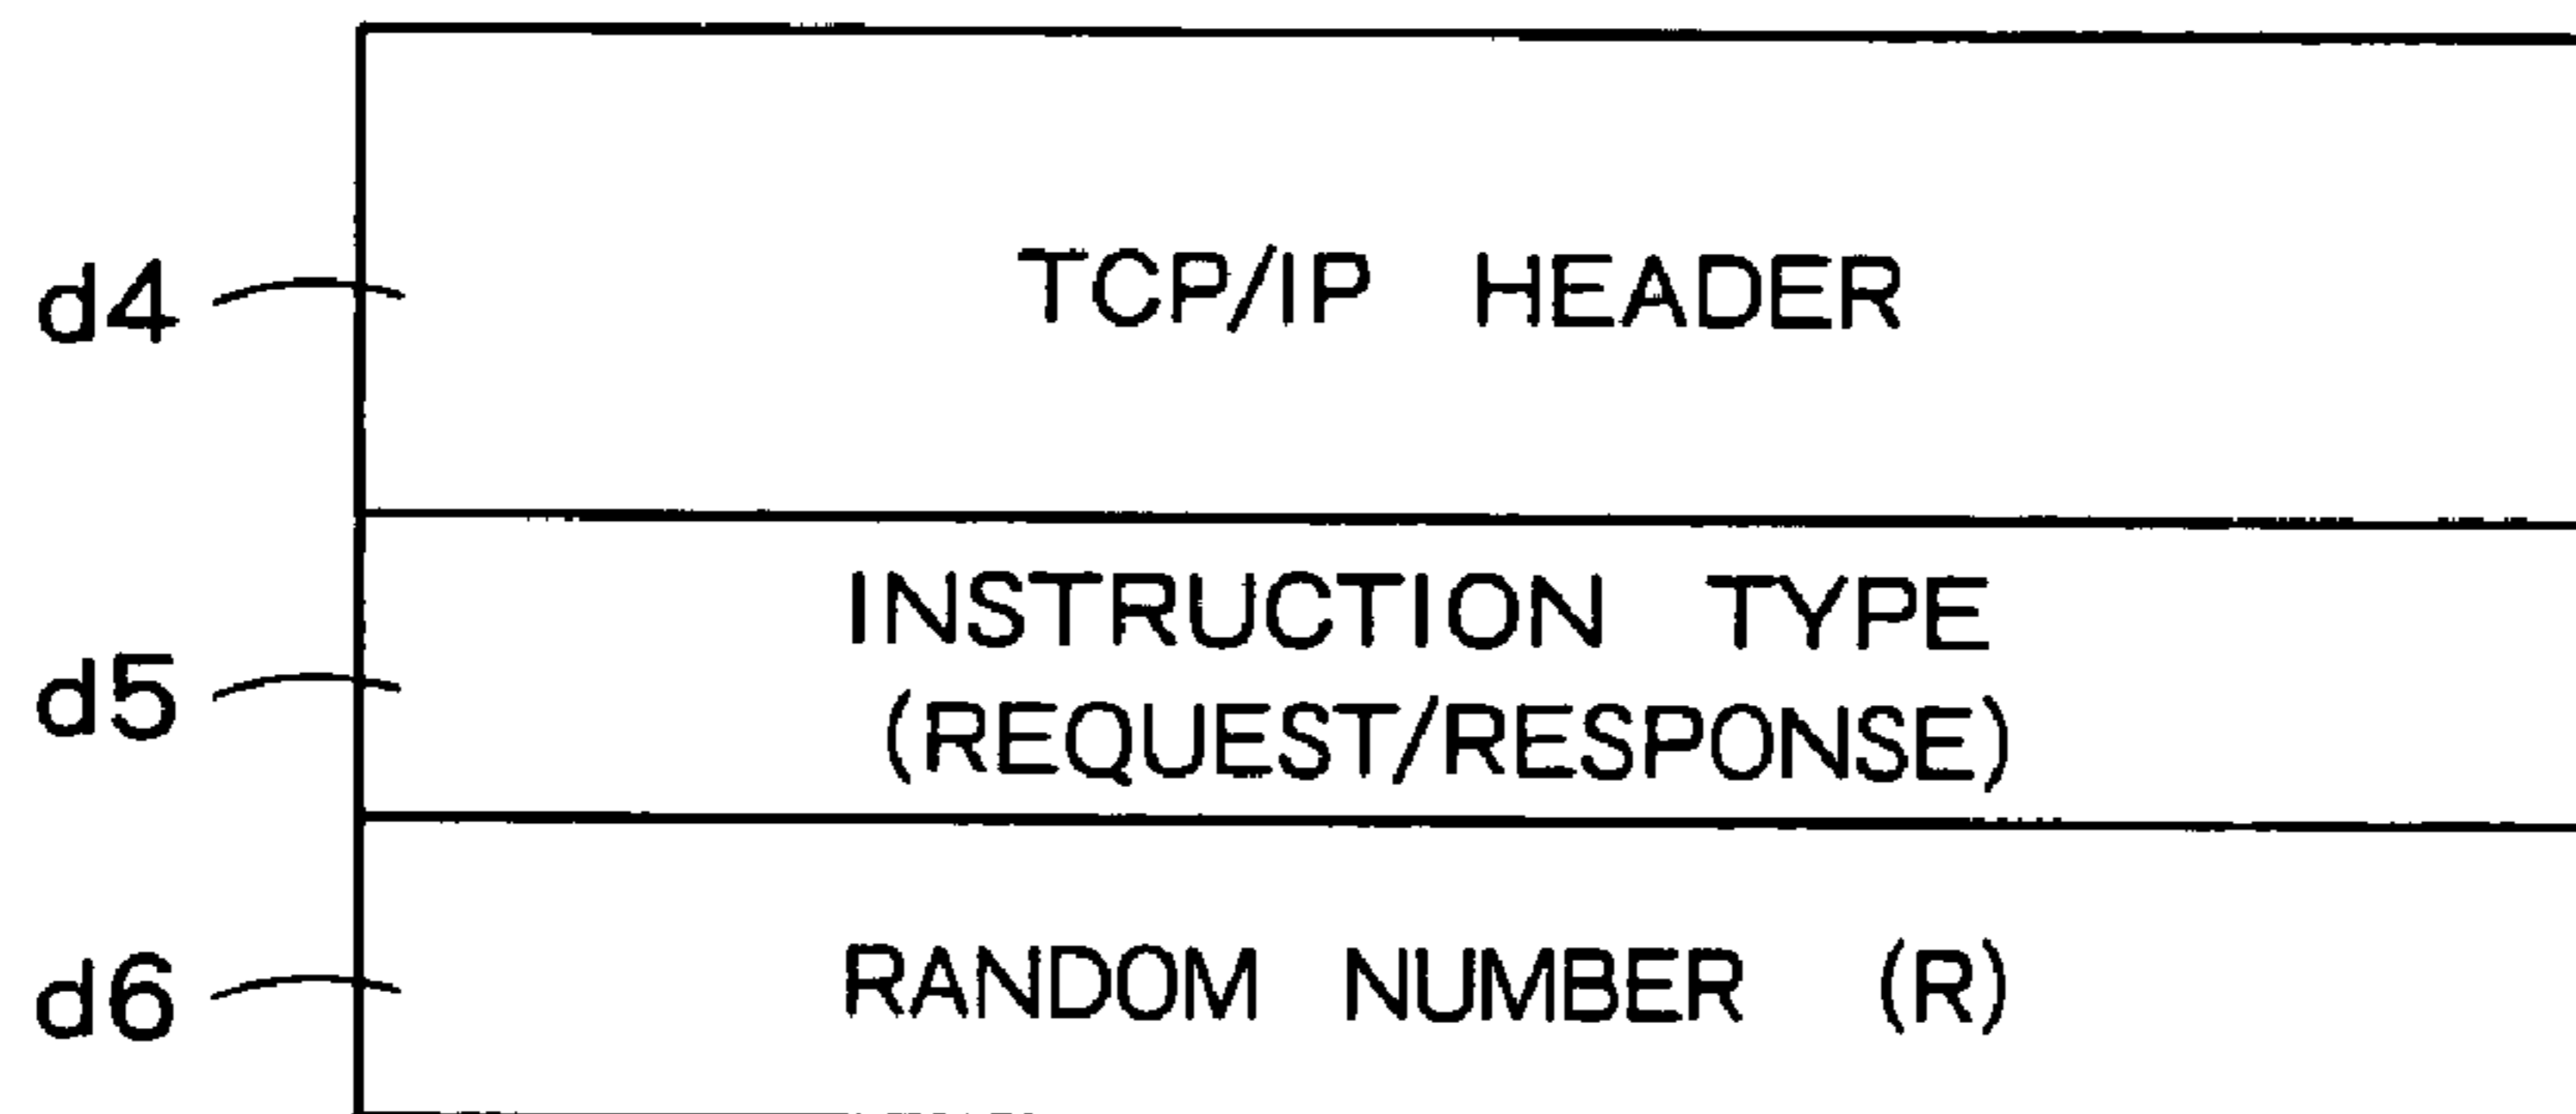 d4 TCP/IP HEADER
INSTRUCTION TYPE
d5 (REQUEST/RESPONSE)
d6 RANDOM NUMBER (R)